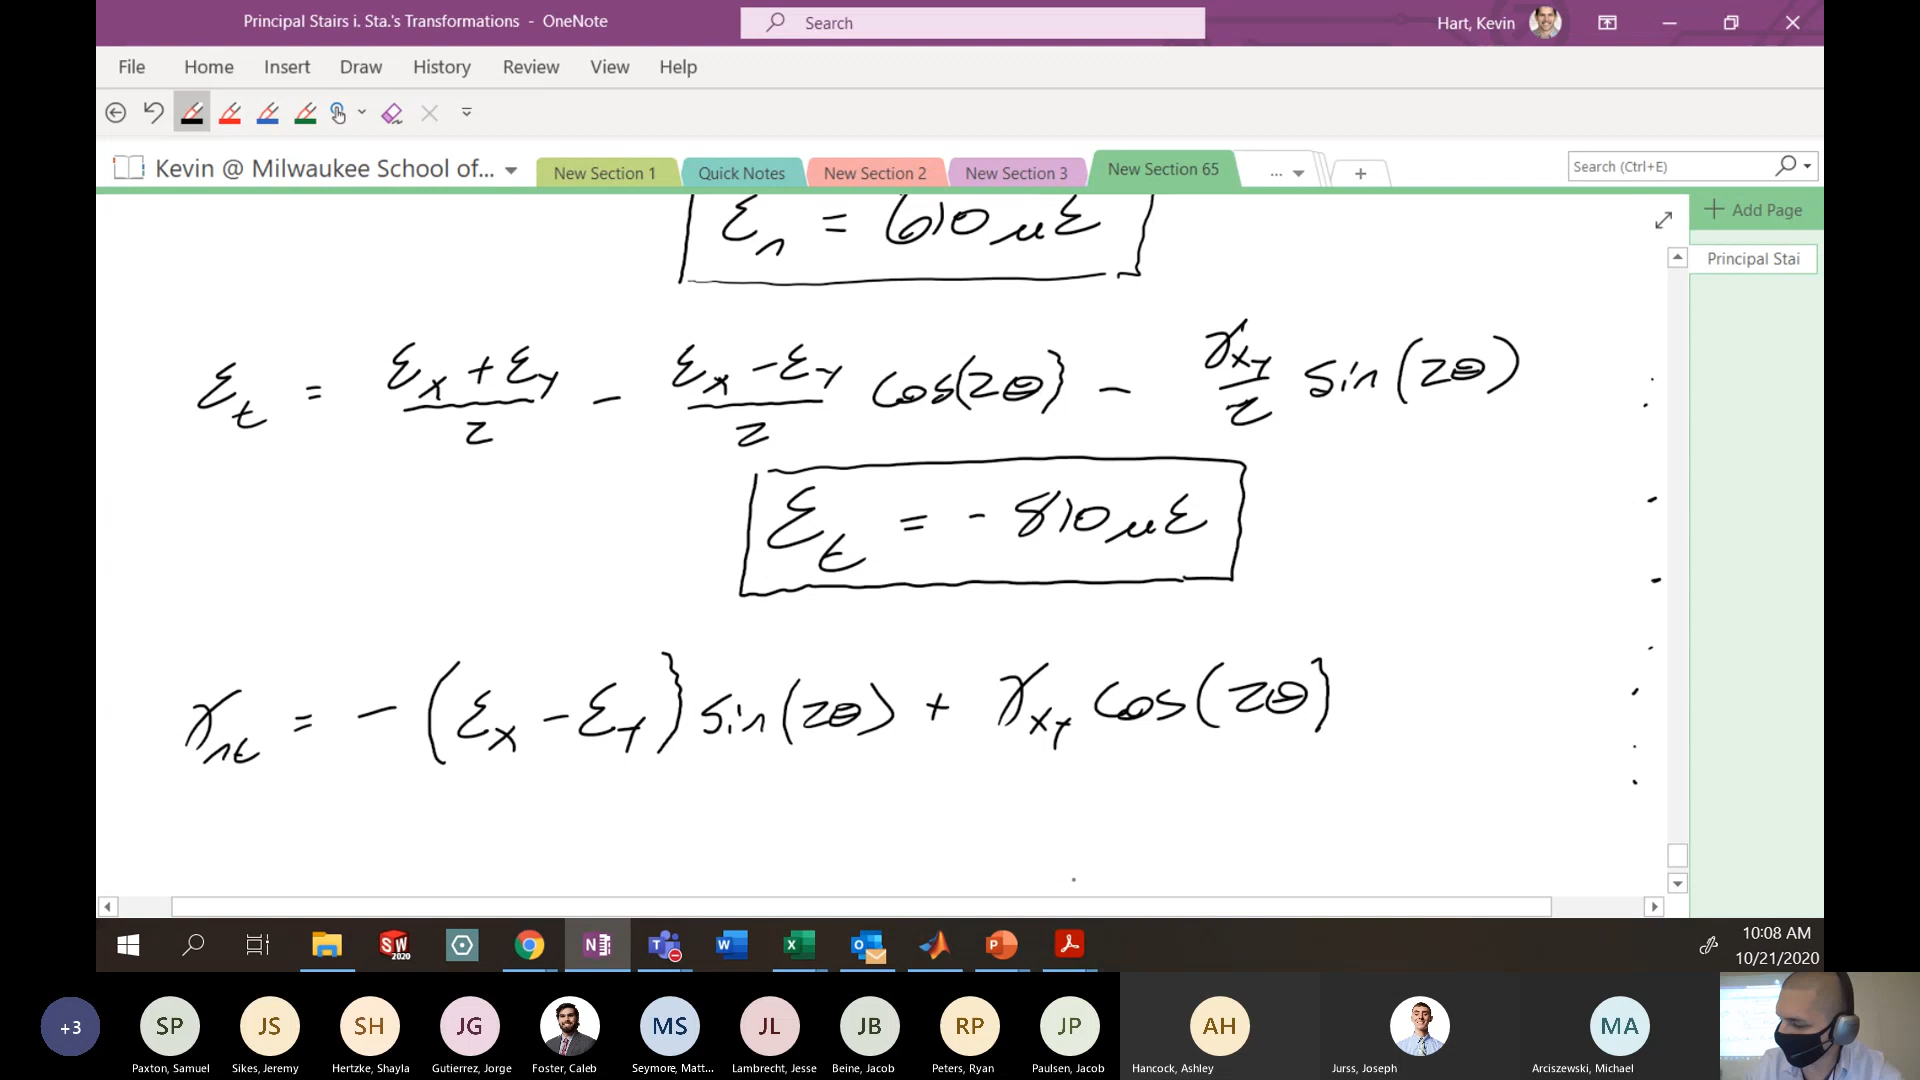 Principal Stairs i. Sta.'s Transformations - OneNote
Search
Hart, Kevin
File Home Insert Draw History Review View Help
Kevin @ Milwaukee School of...
New Section 1 Quick Notes New Section 2 New Section 3 New Section 65 ... +
Search (Ctrl+E)
+ Add Page
Principal Stai
εn = 610 με
εt = (εx + εy)/2 - (εx - εy)/2 cos(2θ) - γxy/2 sin(2θ)
εt = -810 με
γnt = -(εx - εy) sin(2θ) + γxy cos(2θ)
SW 2020 N T W X O P
10:08 AM
10/21/2020
+3 SP JS SH JG MS JL JB RP JP AH MA
Paxton, Samuel Sikes, Jeremy Hertzke, Shayla Gutierrez, Jorge Foster, Caleb Seymore, Matt... Lambrecht, Jesse Beine, Jacob Peters, Ryan Paulsen, Jacob Hancock, Ashley Jurss, Joseph Arciszewski, Michael